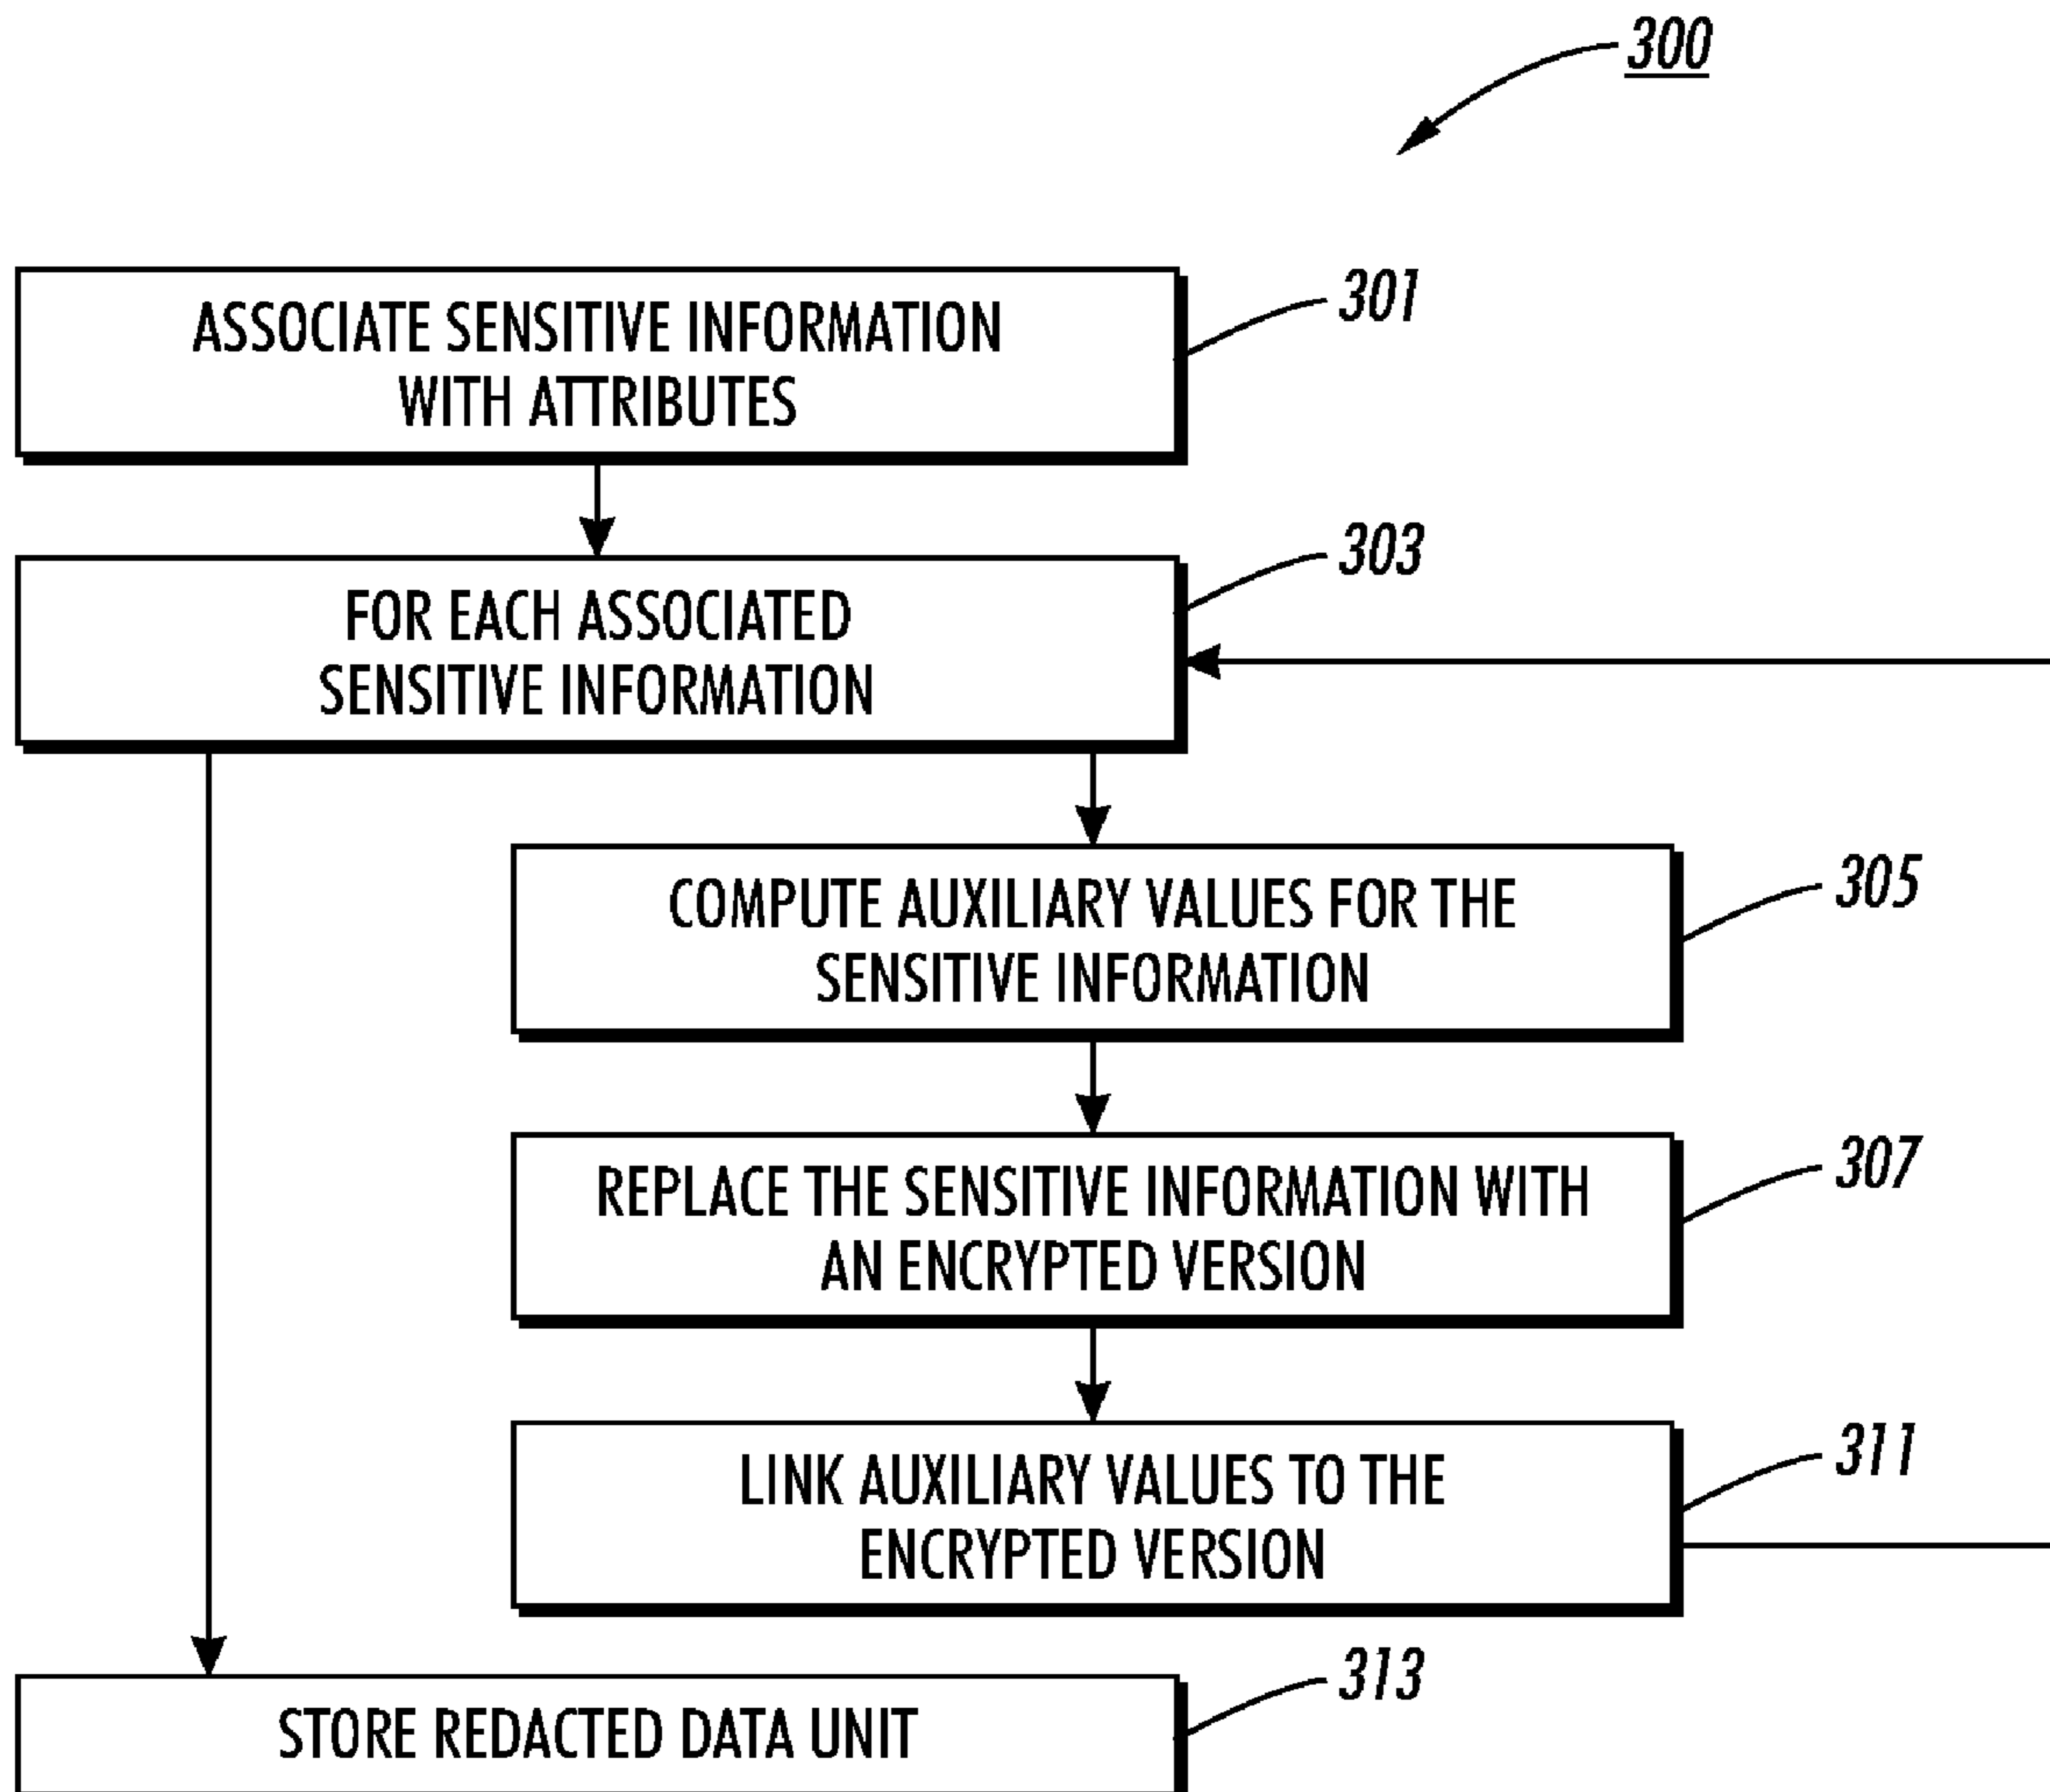 300
ASSOCIATE SENSITIVE INFORMATION
WITH ATTRIBUTES
301
FOR EACH ASSOCIATED
SENSITIVE INFORMATION
303
COMPUTE AUXILIARY VALUES FOR THE
SENSITIVE INFORMATION
305
REPLACE THE SENSITIVE INFORMATION WITH
AN ENCRYPTED VERSION
307
LINK AUXILIARY VALUES TO THE
ENCRYPTED VERSION
311
STORE REDACTED DATA UNIT
313